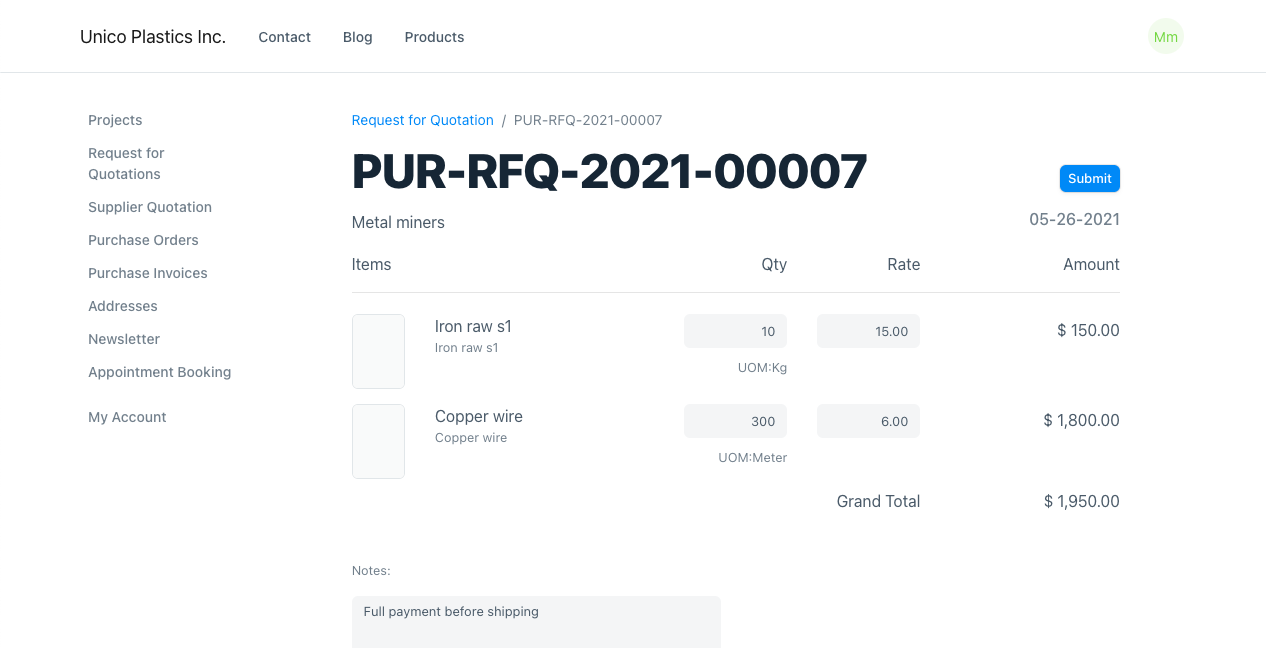 Unico Plastics Inc. Contact Blog Products Mm
Projects
Request for
Quotations
Supplier Quotation
Purchase Orders
Purchase Invoices
Addresses
Newsletter
Appointment Booking
My Account
Request for Quotation / PUR-RFQ-2021-00007
PUR-RFQ-2021-00007
Submit
Metal miners 05-26-2021
Items Qty Rate Amount
Iron raw s1 10 15.00 $ 150.00
Iron raw s1
UOM:Kg
Copper wire 300 6.00 $ 1,800.00
Copper wire
UOM:Meter
Grand Total $ 1,950.00
Notes:
Full payment before shipping